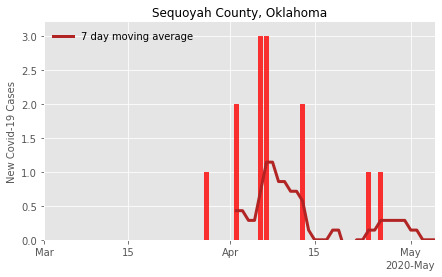 Sequoyah County, Oklahoma
7 day moving average
New Covid-19 Cases
3.0
2.5
2.0
1.5
1.0
0.5
0.0
Mar
15
Apr
15
May
2020-May